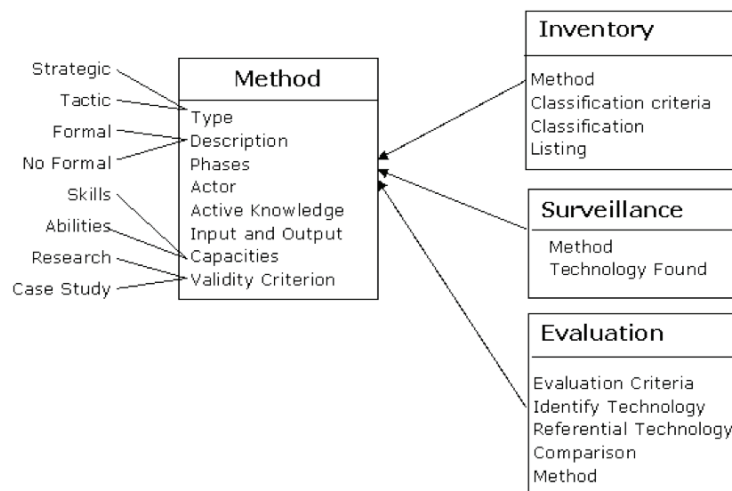 Strategic
Tactic
Formal
No Formal
Skills
Abilities
Research
Case Study
Method
Type
Description
Phases
Actor
Active Knowledge
Input and Output
Capacities
Validity Criterion
Inventory
Method
Classification criteria
Classification
Listing
Surveillance
Method
Technology Found
Evaluation
Evaluation Criteria
Identify Technology
Referential Technology
Comparison
Method